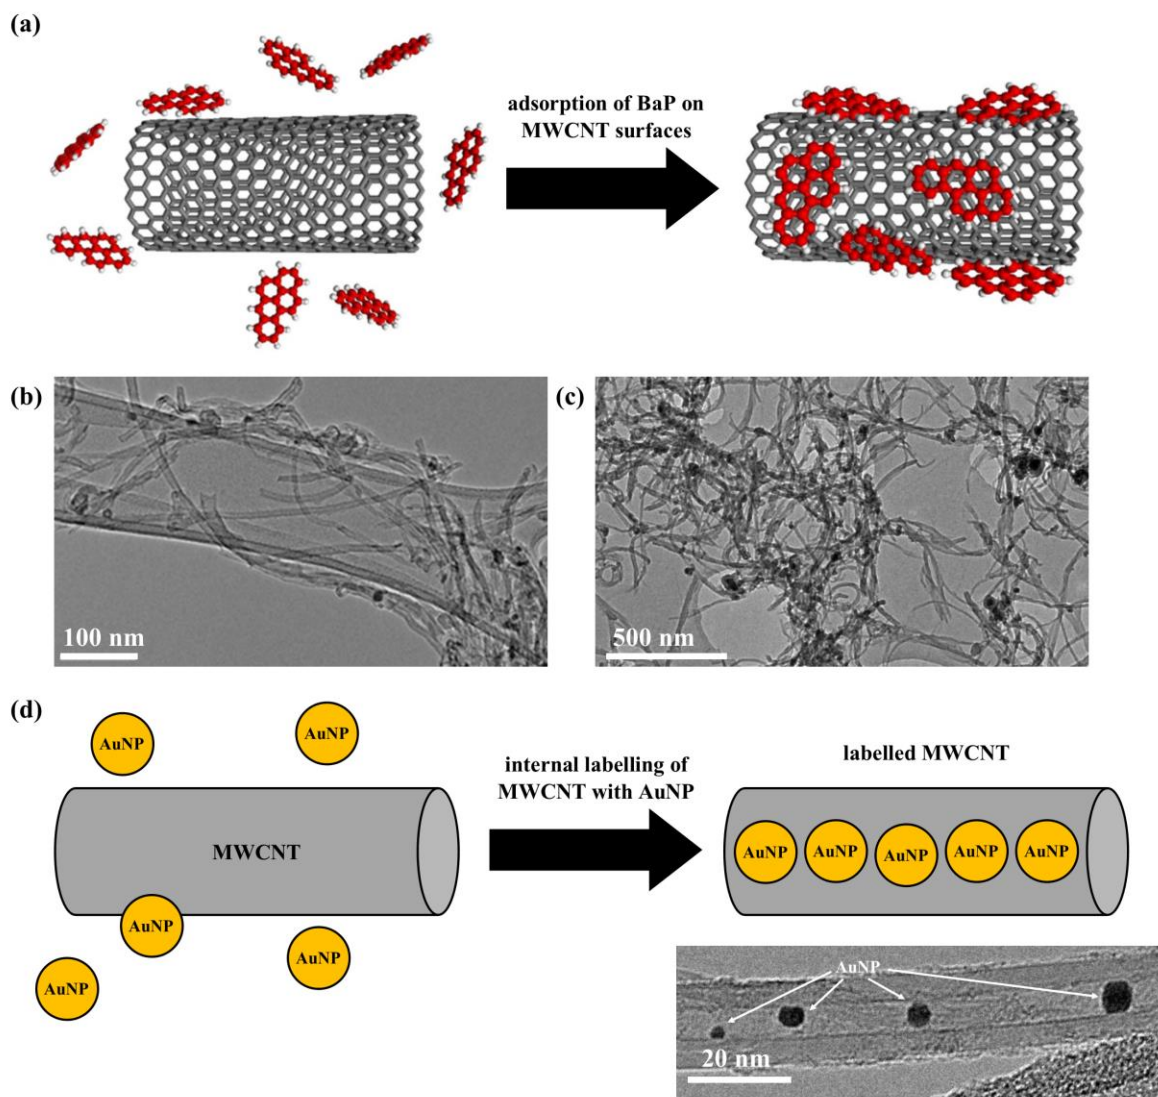 (a)
adsorption of BaP on
MWCNT surfaces
(b)
100 nm
(c)
500 nm
(d)
AuNP
AuNP
MWCNT
AuNP
AuNP
AuNP
internal labelling of
MWCNT with AuNP
labelled MWCNT
AuNP
AuNP
AuNP
AuNP
AuNP
AuNP
20 nm